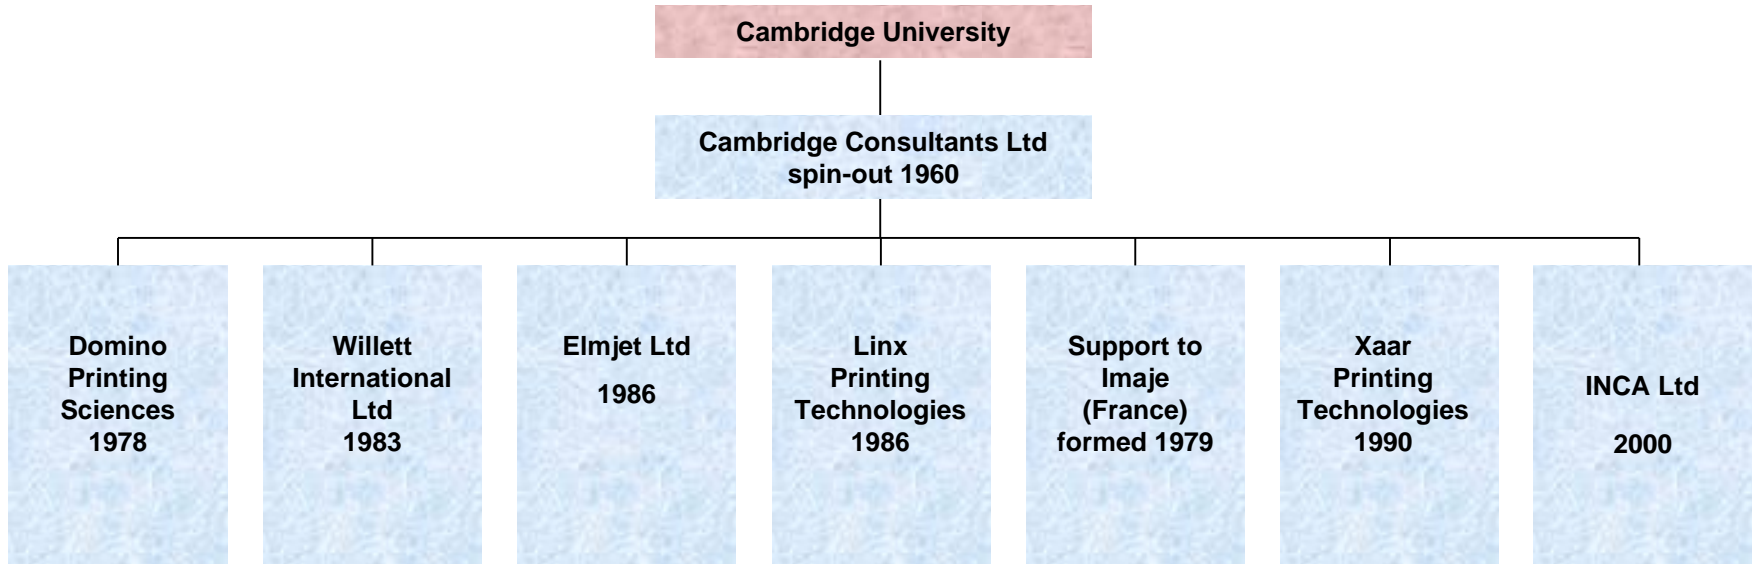 Cambridge University
Cambridge Consultants Ltd
spin-out 1960
Domino
Printing
Sciences
1978
Willett
International
Ltd
1983
Elmjet Ltd
1986
Linx
Printing
Technologies
1986
Support to
Imaje
(France)
formed 1979
Xaar
Printing
Technologies
1990
INCA Ltd
2000